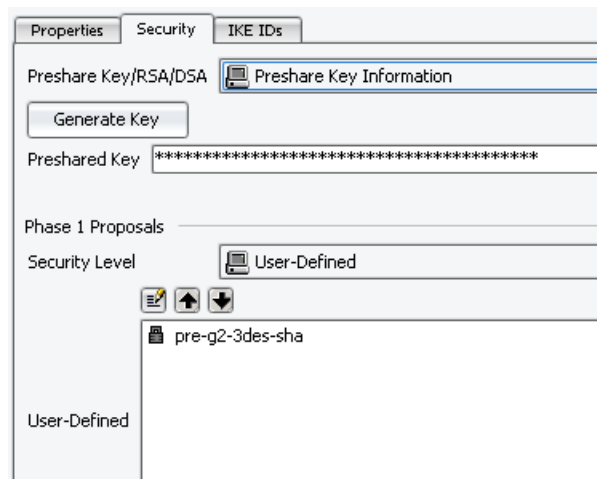 Properties Security IKE IDs
Preshare Key/RSA/DSA Preshare Key Information
Generate Key
Preshared Key ****************************************
Phase 1 Proposals
Security Level User-Defined
pre-g2-3des-sha
User-Defined